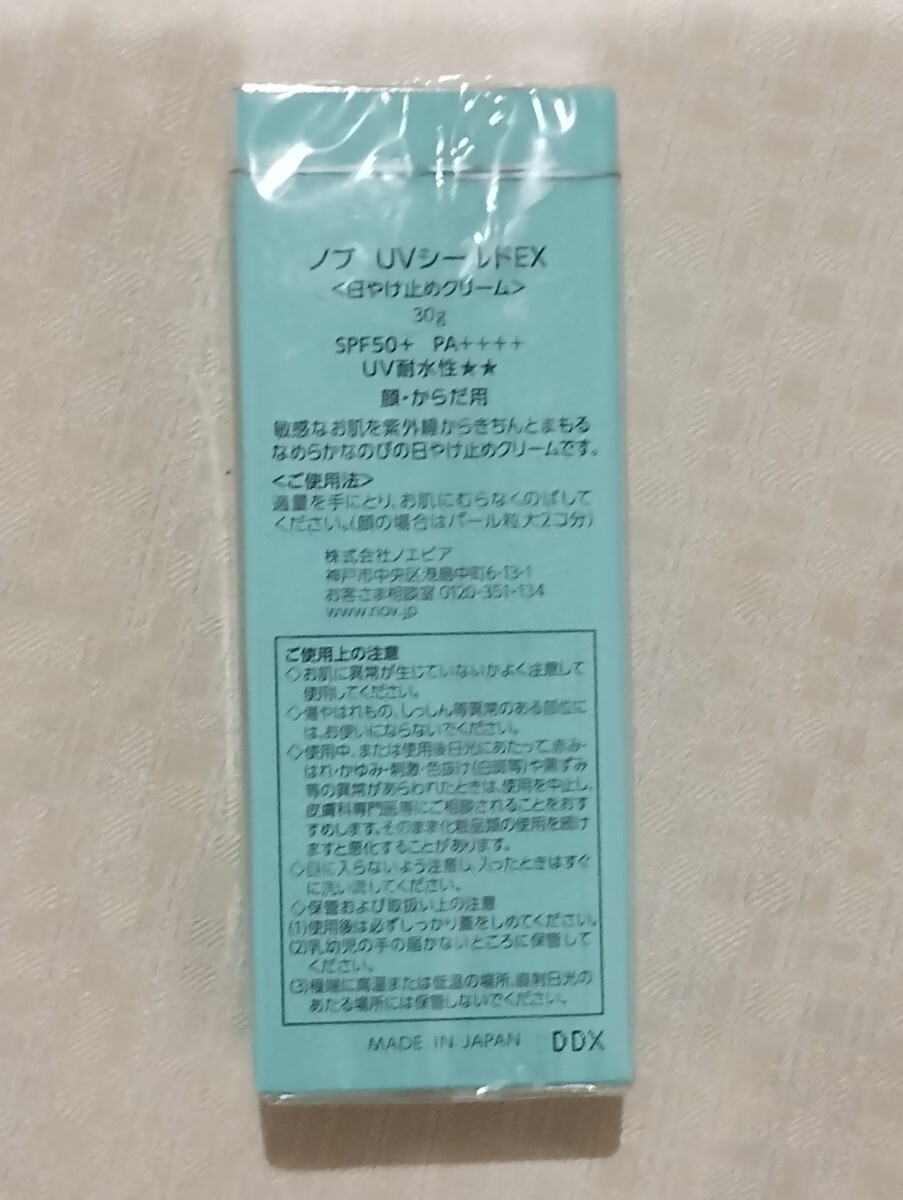 ノブ UVシールドEX
<日やけ止めクリーム>
30g
SPF50+ PA++++
UV耐水性★★
顔・からだ用
敏感なお肌を紫外線からきちんとまもる
なめらかなのびの日やけ止めクリームです。
<ご使用法>
適量を手にとり、お肌にむらなくのばして
ください。(顔の場合はパール粒大2コ分)
株式会社ノエビア
神戸市中央区港島中町6-13-1
お客さま相談室 0120-351-134
www.nov.jp
ご使用上の注意
◇お肌に異常が生じていないかよく注意して
使用してください。
◇傷やはれもの、しっしん等異常のある部位に
は、お使いにならないでください。
◇使用中、または使用後日光にあたって、赤み・
はれ・かゆみ・刺激・色抜け(白斑等)や黒ずみ
等の異常があらわれたときは、使用を中止し、
皮膚科専門医等にご相談されることをおす
すめします。そのまま化粧品類の使用を続け
ますと悪化することがあります。
◇目に入らないよう注意し、入ったときはすぐ
に洗い流してください。
◇保管および取扱い上の注意
(1)使用後は必ずしっかり蓋をしめてください。
(2)乳幼児の手の届かないところに保管して
ください。
(3)極端に高温または低温の場所、直射日光の
あたる場所には保管しないでください。
MADE IN JAPAN DDX